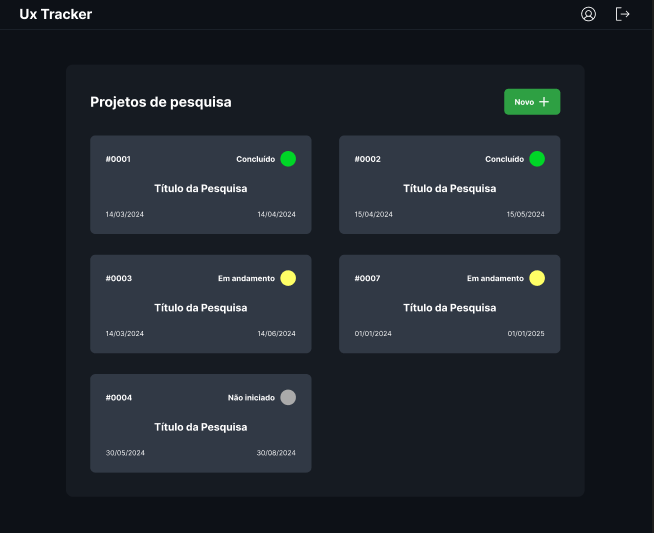 Ux Tracker
Projetos de pesquisa
Novo
#0001 Concluído
Título da Pesquisa
14/03/2024 14/04/2024
#0002 Concluído
Título da Pesquisa
15/04/2024 15/05/2024
#0003 Em andamento
Título da Pesquisa
14/03/2024 14/06/2024
#0007 Em andamento
Título da Pesquisa
01/01/2024 01/01/2025
#0004 Não iniciado
Título da Pesquisa
30/05/2024 30/08/2024